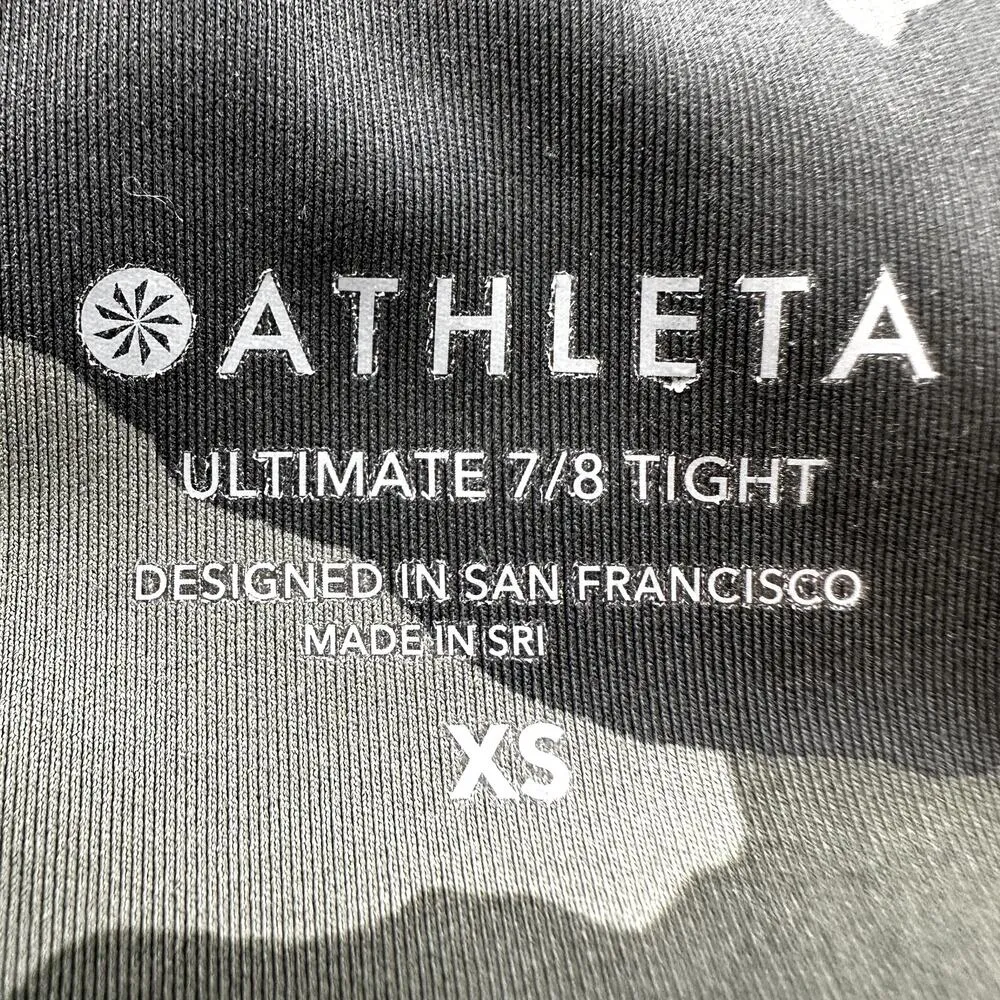 ATHLETA
ULTIMATE 7/8 TIGHT
DESIGNED IN SAN FRANCISCO
MADE IN SRI
XS